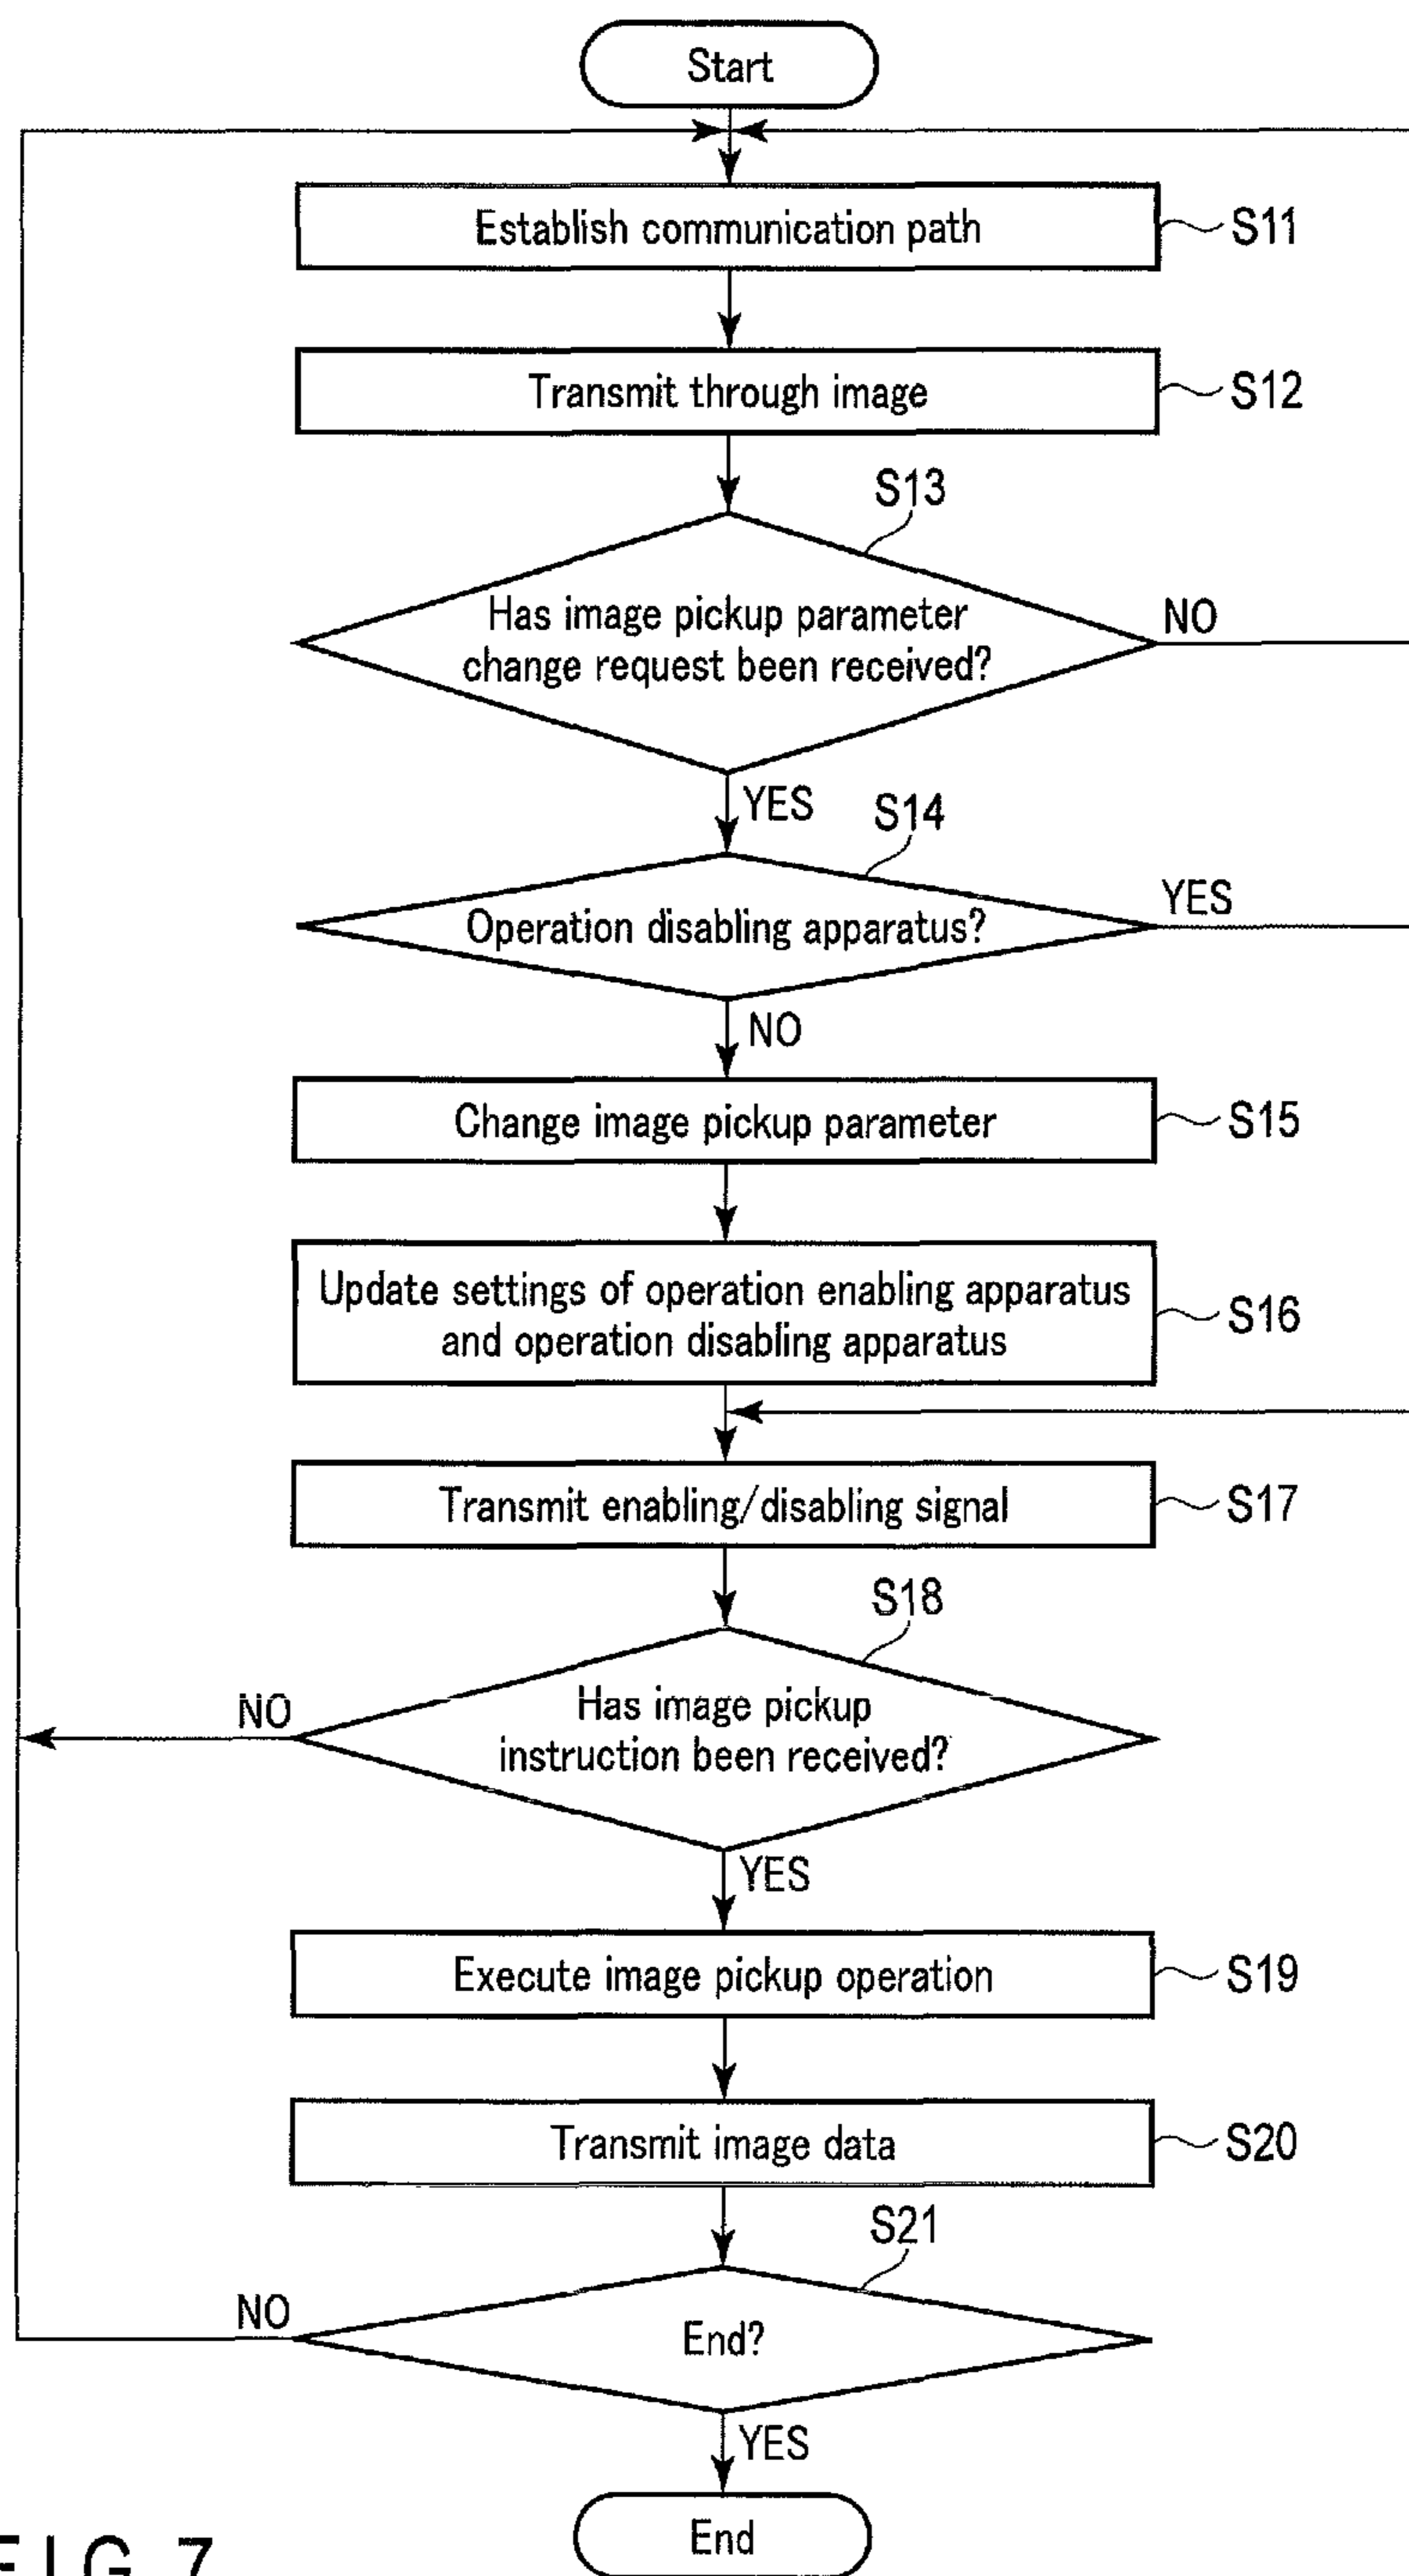 Start
Establish communication path
S11
Transmit through image
S12
S13
Has image pickup parameter
change request been received?
NO
YES
S14
Operation disabling apparatus?
YES
NO
Change image pickup parameter
S15
Update settings of operation enabling apparatus
and operation disabling apparatus
S16
Transmit enabling/disabling signal
S17
S18
Has image pickup
instruction been received?
NO
YES
Execute image pickup operation
S19
Transmit image data
S20
S21
End?
NO
YES
End
FIG. 7